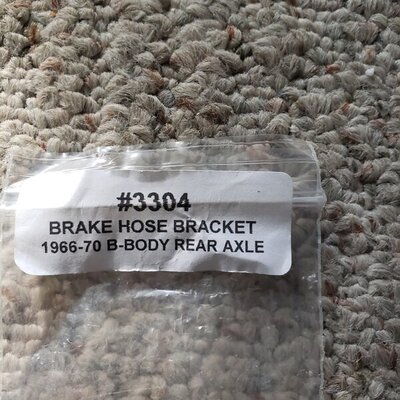 #3304
BRAKE HOSE BRACKET
1966-70 B-BODY REAR AXLE